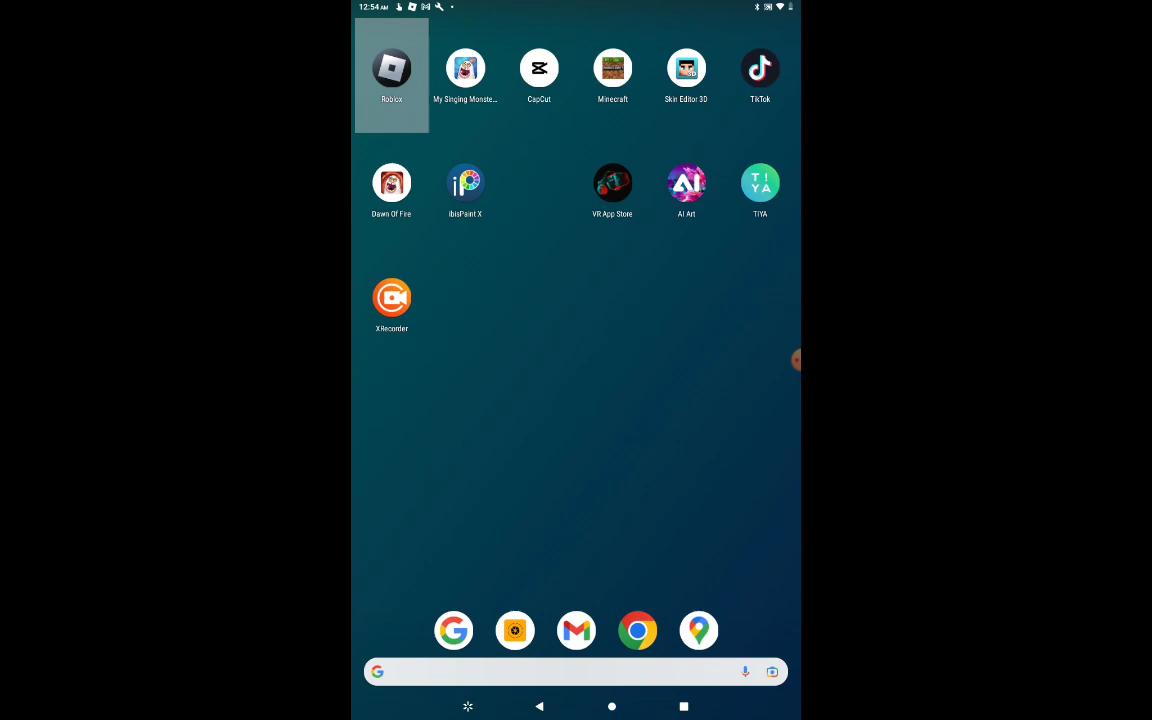 12:54 AM
Roblox
My Singing Monste...
CapCut
Minecraft
Skin Editor 3D
TikTok
Dawn Of Fire
ibisPaint X
VR App Store
AI Art
TIYA
XRecorder